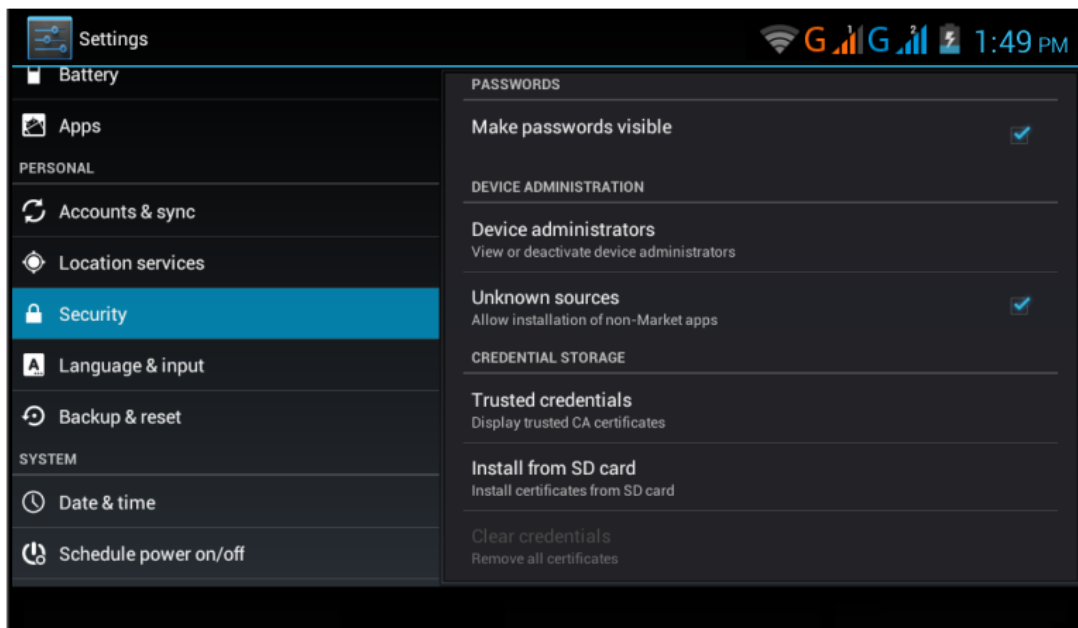 Settings
G 1 G 2 1:49 PM
Battery
Apps
PERSONAL
Accounts & sync
Location services
Security
Language & input
Backup & reset
SYSTEM
Date & time
Schedule power on/off
PASSWORDS
Make passwords visible
DEVICE ADMINISTRATION
Device administrators
View or deactivate device administrators
Unknown sources
Allow installation of non-Market apps
CREDENTIAL STORAGE
Trusted credentials
Display trusted CA certificates
Install from SD card
Install certificates from SD card
Clear credentials
Remove all certificates